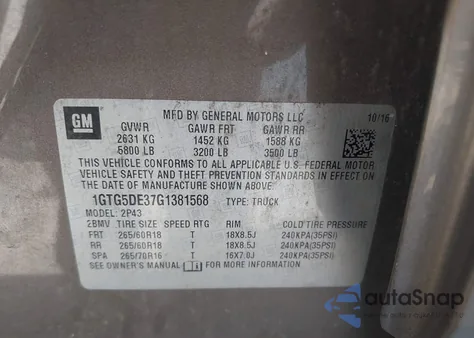 GM
MFD BY GENERAL MOTORS LLC 10/16
GVWR GAWR FRT GAWR RR
2631 KG 1452 KG 1588 KG
5800 LB 3200 LB 3500 LB
THIS VEHICLE CONFORMS TO ALL APPLICABLE U.S. FEDERAL MOTOR
VEHICLE SAFETY AND THEFT PREVENTION STANDARDS IN EFFECT ON
THE DATE OF MANUFACTURE SHOWN ABOVE.
1GTG5DE37G1381568 TYPE: TRUCK
MODEL: 2P43
2BMV TIRE SIZE SPEED RTG RIM COLD TIRE PRESSURE
FRT 265/60R18 T 18X8.5J 240KPA(35PSI)
RR 265/60R18 T 18X8.5J 240KPA(35PSI)
SPA 265/70R16 T 16X7.0J 240KPA(35PSI)
SEE OWNER'S MANUAL FOR MORE INFORMATION
autoSnap
Powered by